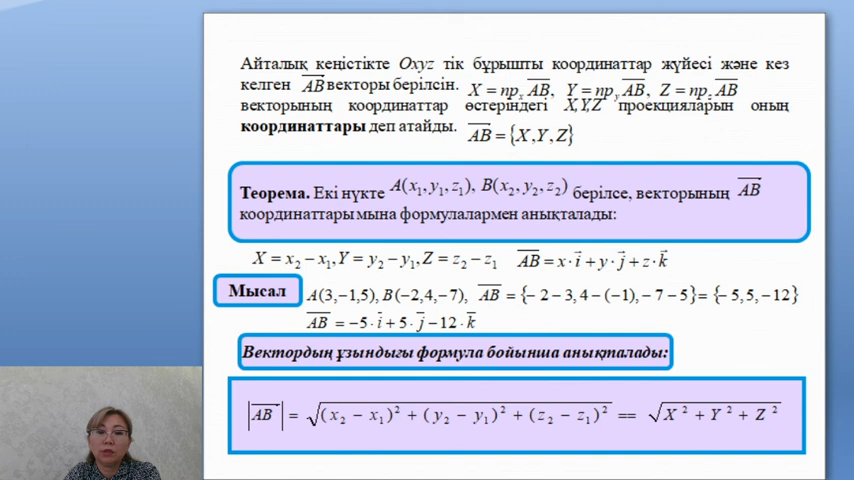 Айталық кеңістікте Oxyz тік бұрышты координаттар жүйесі және кез
келген AB векторы берілсін. X = пр_x AB, Y = пр_y AB, Z = пр_z AB
векторының координаттар өстеріндегі X,Y,Z проекцияларын оның
координаттары деп атайды. AB = {X,Y,Z}
Теорема. Екі нүкте A(x₁,y₁,z₁), B(x₂,y₂,z₂) берілсе, векторының AB
координаттары мына формулалармен анықталады:
X = x₂ − x₁, Y = y₂ − y₁, Z = z₂ − z₁ AB = x·i + y·j + z·k
Мысал A(3,−1,5), B(−2,4,−7), AB = {−2−3,4−(−1),−7−5} = {−5,5,−12}
AB = −5·i + 5·j − 12·k
Вектордың ұзындығы формула бойынша анықталады:
|AB| = √(x₂ − x₁)² + (y₂ − y₁)² + (z₂ − z₁)² == √X² + Y² + Z²